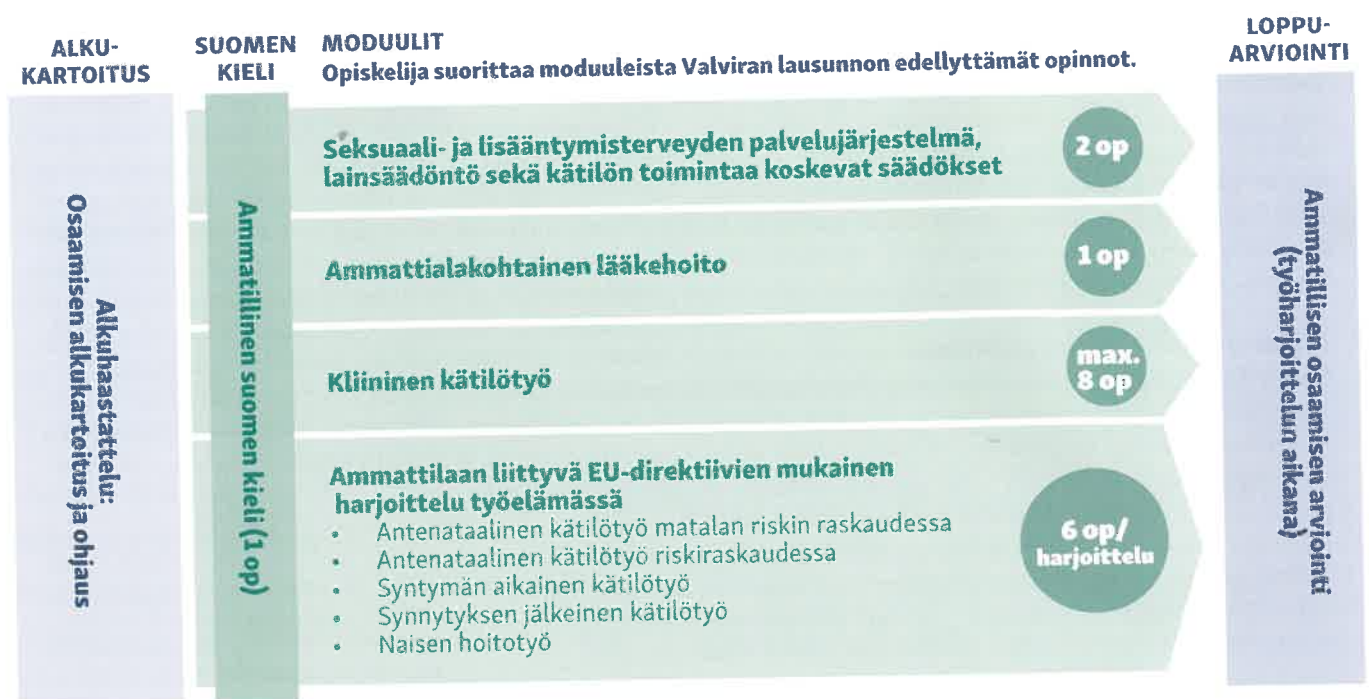 ALKU-
KARTOITUS
Alkuhaastattelu:
Osaamisen alkukartoitus ja ohjaus
SUOMEN
KIELI
Ammatillinen suomen kieli (1 op)
MODUULIT
Opiskelija suorittaa moduuleista Valviran lausunnon edellyttämät opinnot.
Seksuaali- ja lisääntymisterveyden palvelujärjestelmä,
lainsäädöntö sekä kätilön toimintaa koskevat säädökset
2 op
Ammattialakohtainen lääkehoito
1 op
Kliininen kätilötyö
max.
8 op
Ammattilaan liittyvä EU-direktiivien mukainen
harjoittelu työelämässä
• Antenataalinen kätilötyö matalan riskin raskaudessa
• Antenataalinen kätilötyö riskiraskaudessa
• Syntymän aikainen kätilötyö
• Synnytyksen jälkeinen kätilötyö
• Naisen hoitotyö
6 op/
harjoittelu
LOPPU-
ARVIOINTI
Ammatillisen osaamisen arviointi
(työharjoittelun aikana)